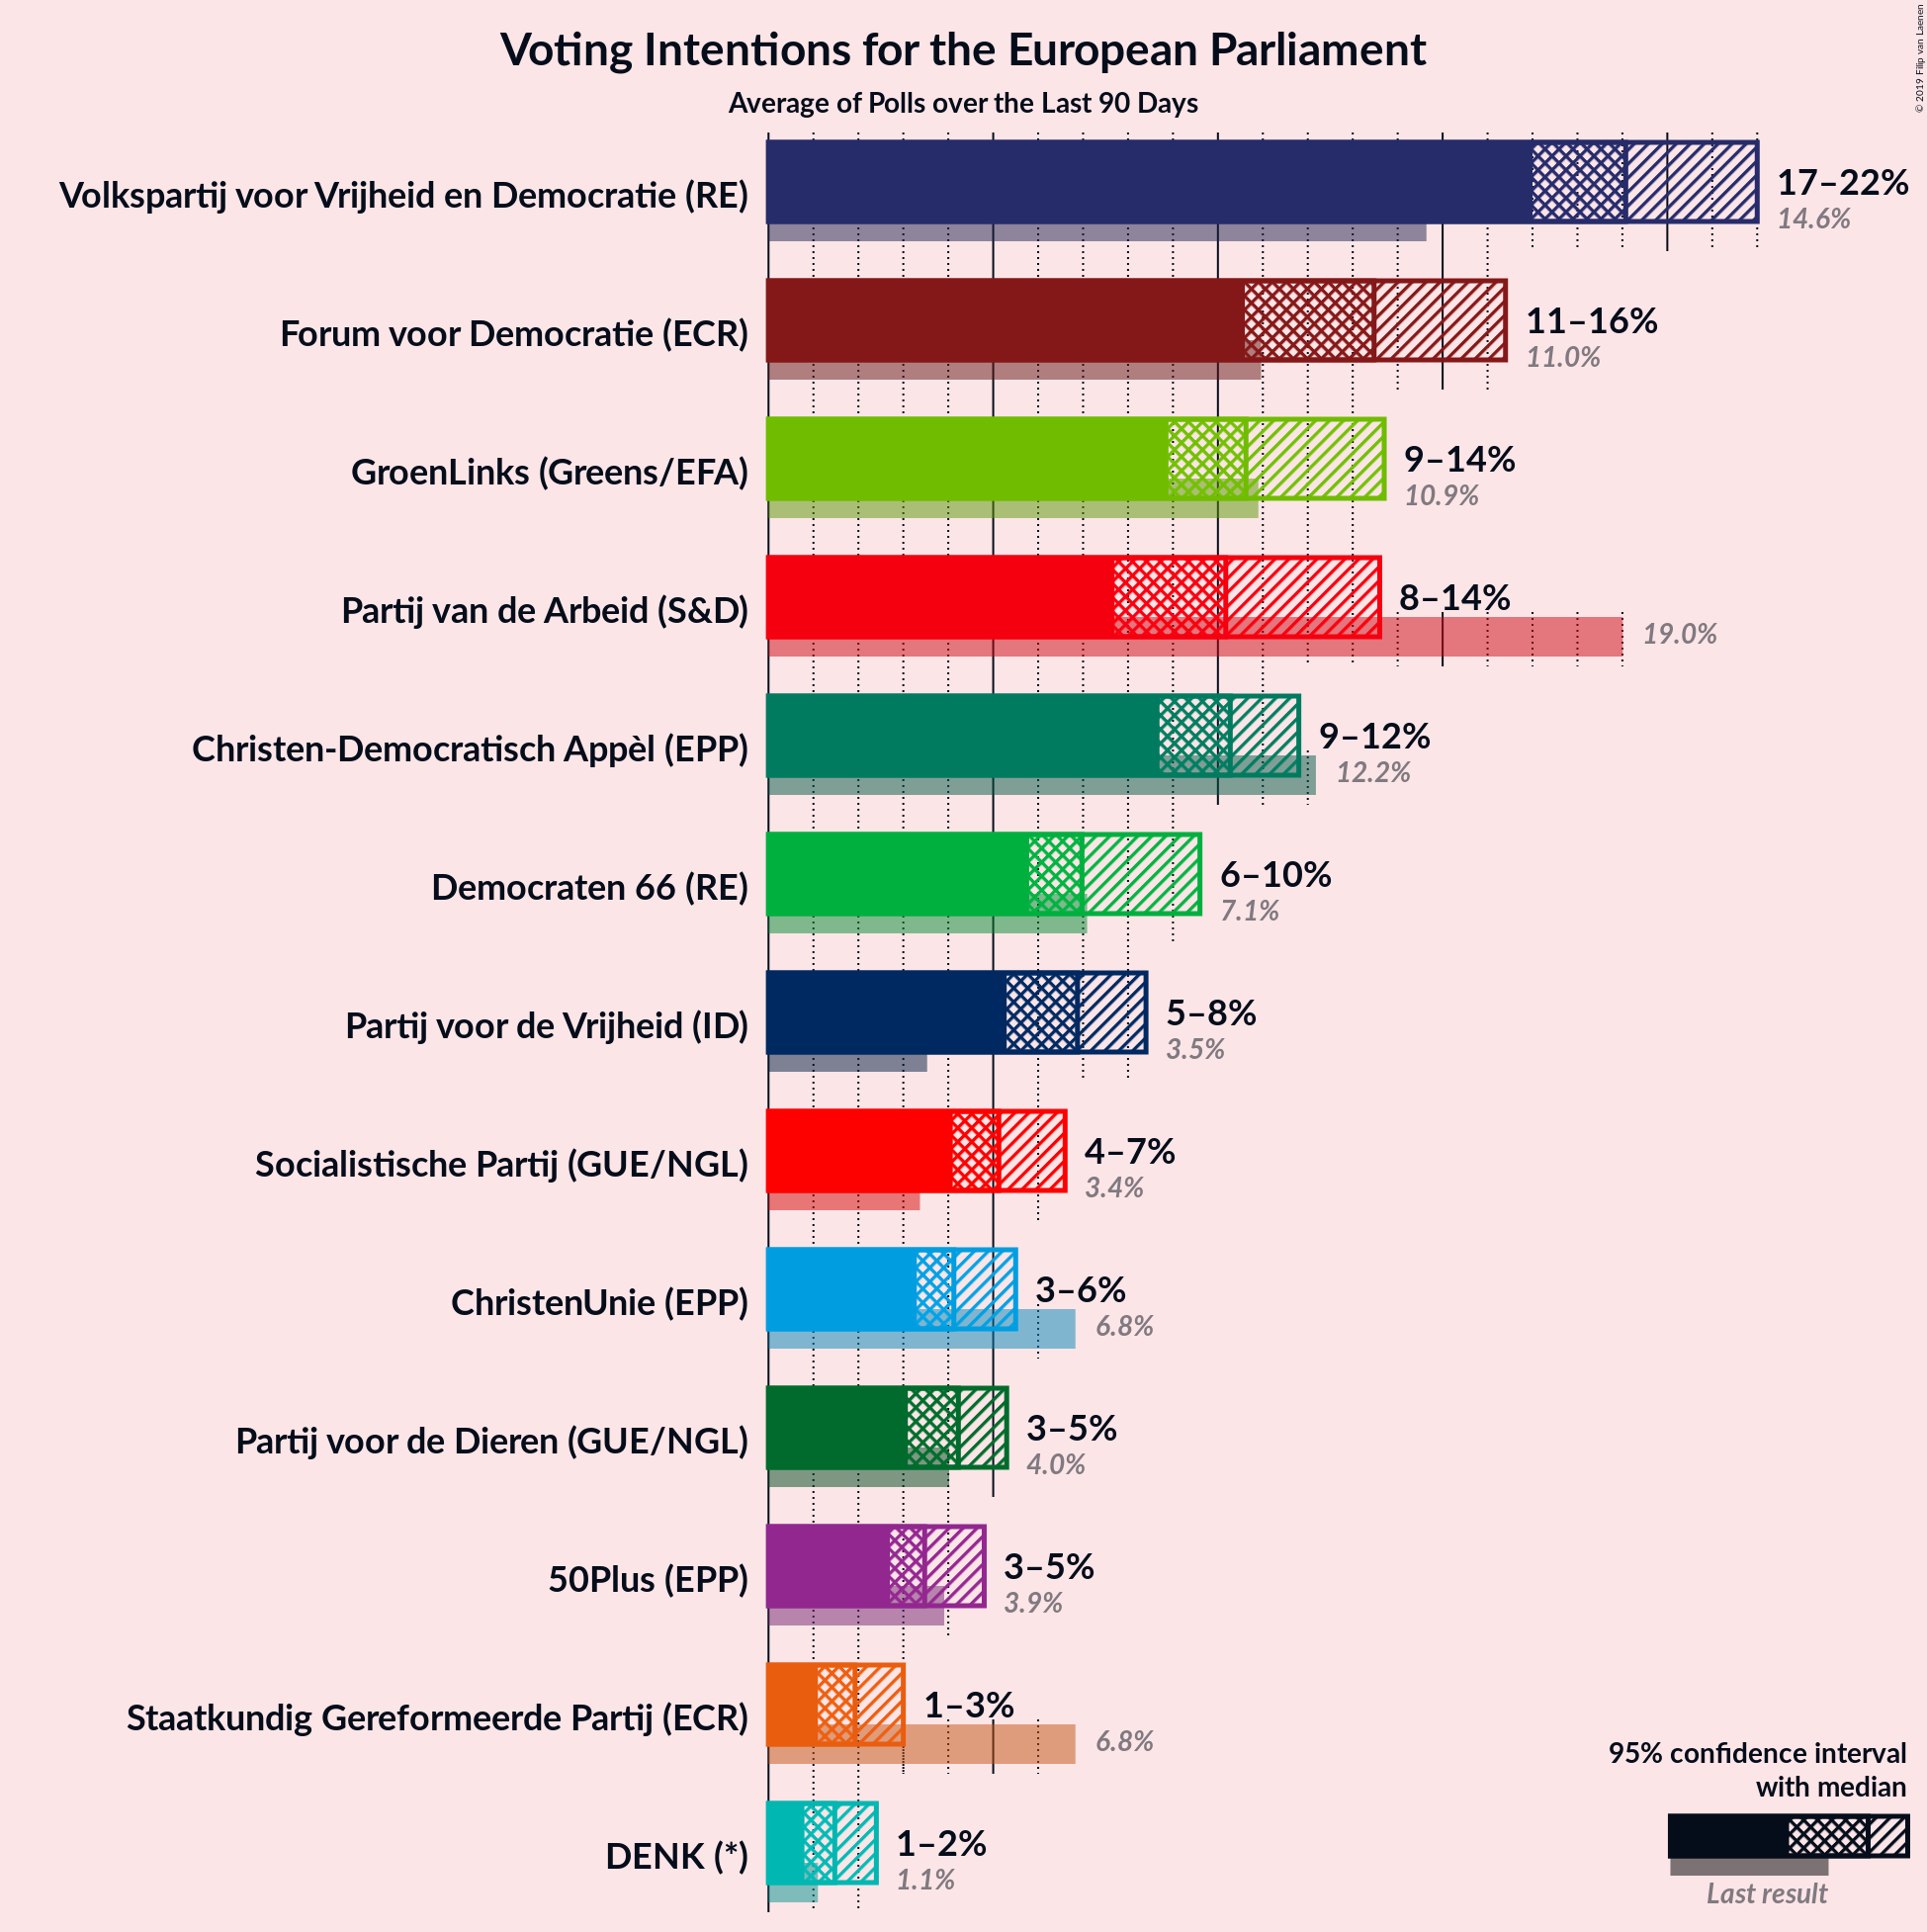 Voting Intentions for the European Parliament
Average of Polls over the Last 90 Days
© 2019 Filip van Laenen
Volkspartij voor Vrijheid en Democratie (RE)
17–22%
14.6%
Forum voor Democratie (ECR)
11–16%
11.0%
GroenLinks (Greens/EFA)
9–14%
10.9%
Partij van de Arbeid (S&D)
8–14%
19.0%
Christen-Democratisch Appèl (EPP)
9–12%
12.2%
Democraten 66 (RE)
6–10%
7.1%
Partij voor de Vrijheid (ID)
5–8%
3.5%
Socialistische Partij (GUE/NGL)
4–7%
3.4%
ChristenUnie (EPP)
3–6%
6.8%
Partij voor de Dieren (GUE/NGL)
3–5%
4.0%
50Plus (EPP)
3–5%
3.9%
Staatkundig Gereformeerde Partij (ECR)
1–3%
6.8%
DENK (*)
1–2%
1.1%
95% confidence interval
with median
Last result